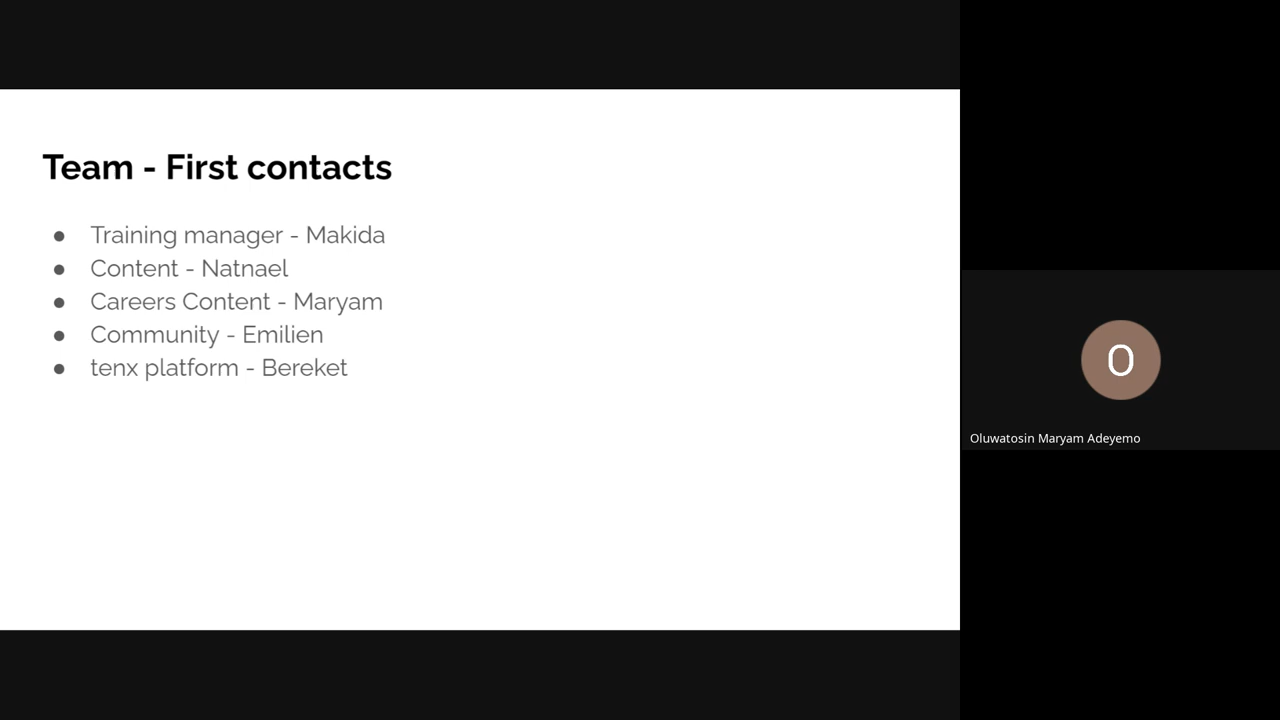 Team - First contacts
● Training manager - Makida
● Content - Natnael
● Careers Content - Maryam
● Community - Emilien
● tenx platform - Bereket
O
Oluwatosin Maryam Adeyemo